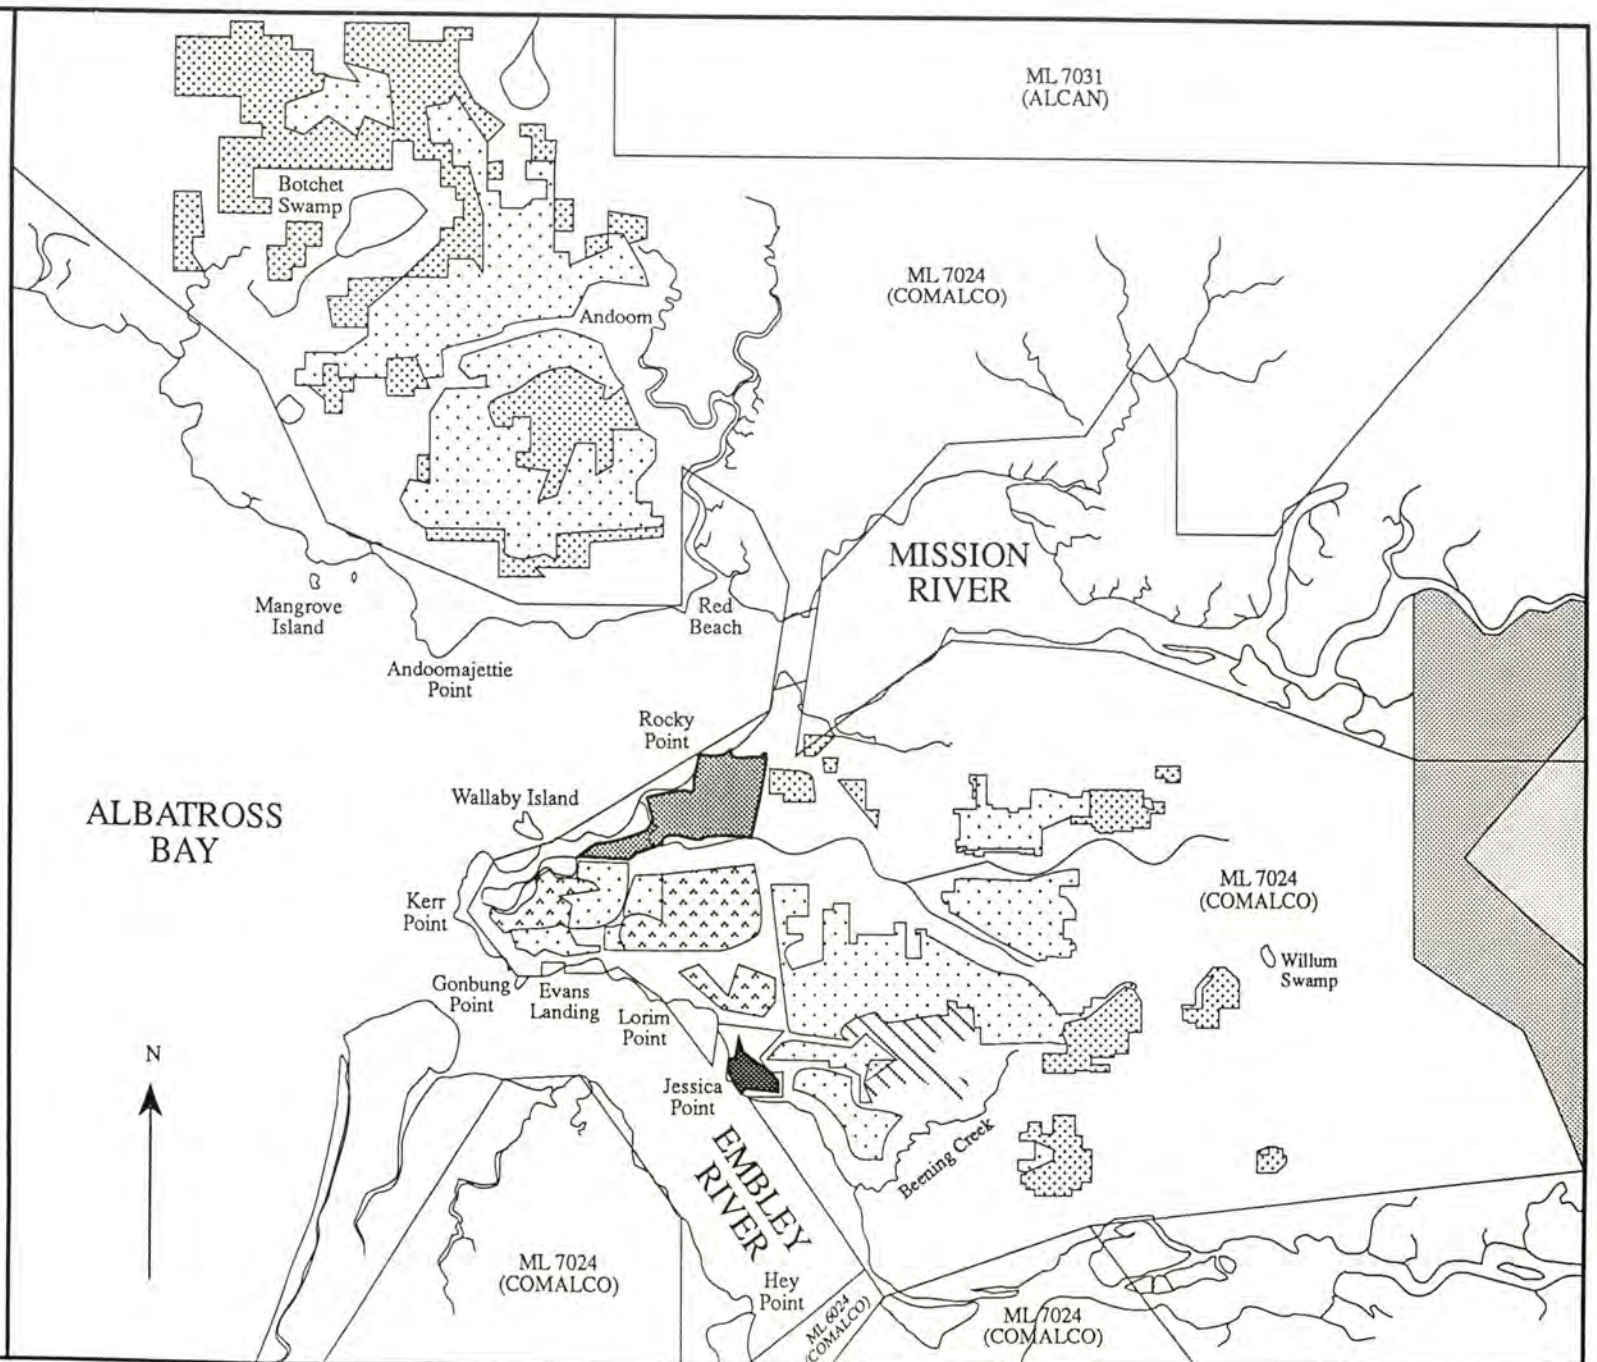 ML 7031
(ALCAN)
Botchet
Swamp
ML 7024
(COMALCO)
Andoom
MISSION
RIVER
Mangrove
Island
Red
Beach
Andoomajettie
Point
Rocky
Point
Wallaby Island
ALBATROSS
BAY
ML 7024
(COMALCO)
Kerr
Point
Willum
Swamp
Gonbung
Point
Evans
Landing
Lorim
Point
N
Jessica
Point
EMBLEY
RIVER
Beening Creek
ML 7024
(COMALCO)
Hey
Point
ML 6024
(COMALCO)
ML 7024
(COMALCO)